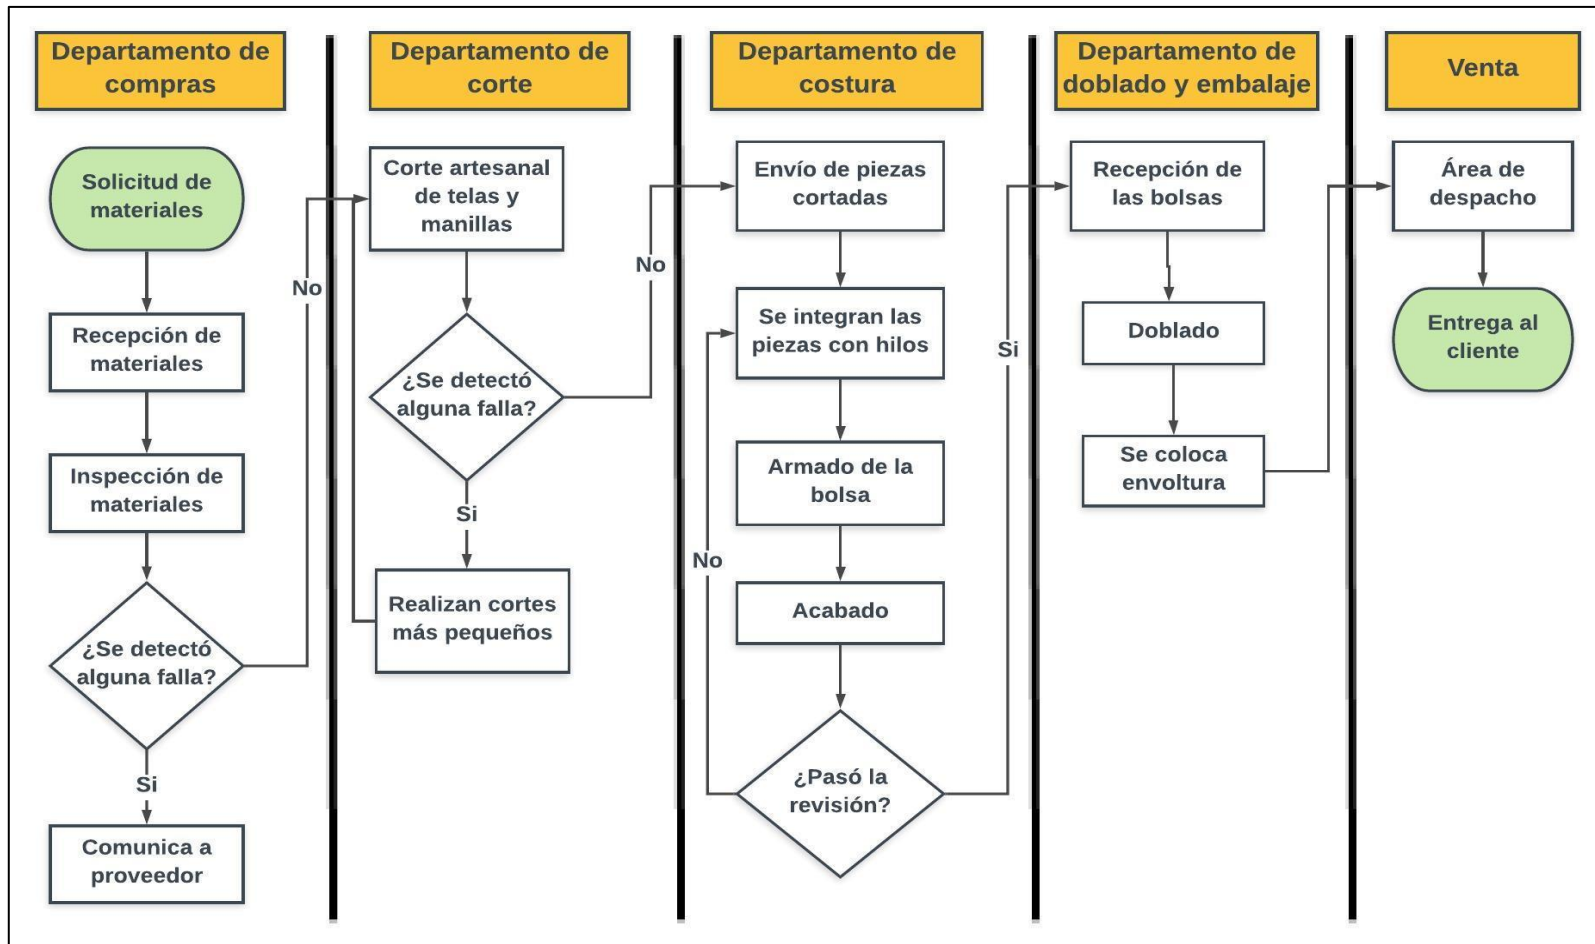 Departamento de
compras
Solicitud de
materiales
Recepción de
materiales
Inspección de
materiales
¿Se detectó
alguna falla?
No
Si
Comunica a
proveedor
Departamento de
corte
Corte artesanal
de telas y
manillas
¿Se detectó
alguna falla?
No
Si
Realizan cortes
más pequeños
Departamento de
costura
Envío de piezas
cortadas
Se integran las
piezas con hilos
Armado de la
bolsa
Acabado
¿Pasó la
revisión?
No
Si
Departamento de
doblado y embalaje
Recepción de
las bolsas
Doblado
Se coloca
envoltura
Venta
Área de
despacho
Entrega al
cliente